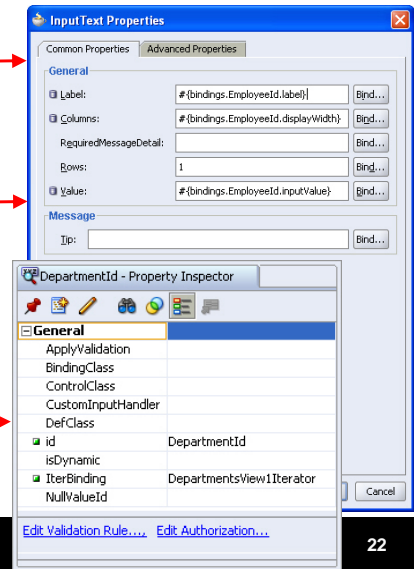 InputText Properties
Common Properties Advanced Properties
General
Label: #{bindings.EmployeeId.label} Bind...
Columns: #{bindings.EmployeeId.displayWidth} Bind...
RequiredMessageDetail: Bind...
Rows: 1 Bind...
Value: #{bindings.EmployeeId.inputValue} Bind...
Message
Tip: Bind...
DepartmentId - Property Inspector
General
ApplyValidation
BindingClass
ControlClass
CustomInputHandler
DefClass
id DepartmentId
isDynamic
IterBinding DepartmentsView1Iterator
NullValueId
Cancel
Edit Validation Rule..., Edit Authorization...
22